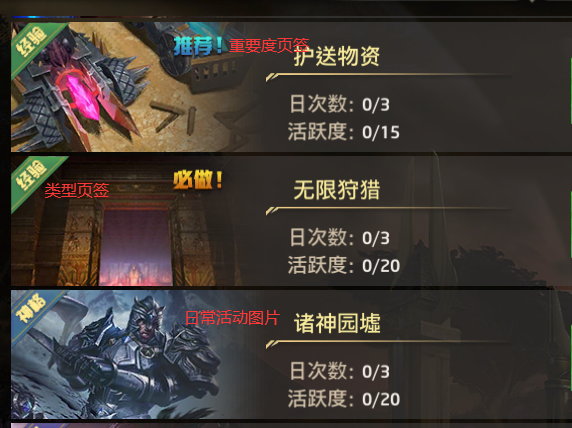 经验
推荐！重要度页签
护送物资
日次数: 0/3
活跃度: 0/15
经验
类型页签
必做！
无限狩猎
日次数: 0/3
活跃度: 0/20
神格
日常活动图片
诸神园墟
日次数: 0/3
活跃度: 0/20